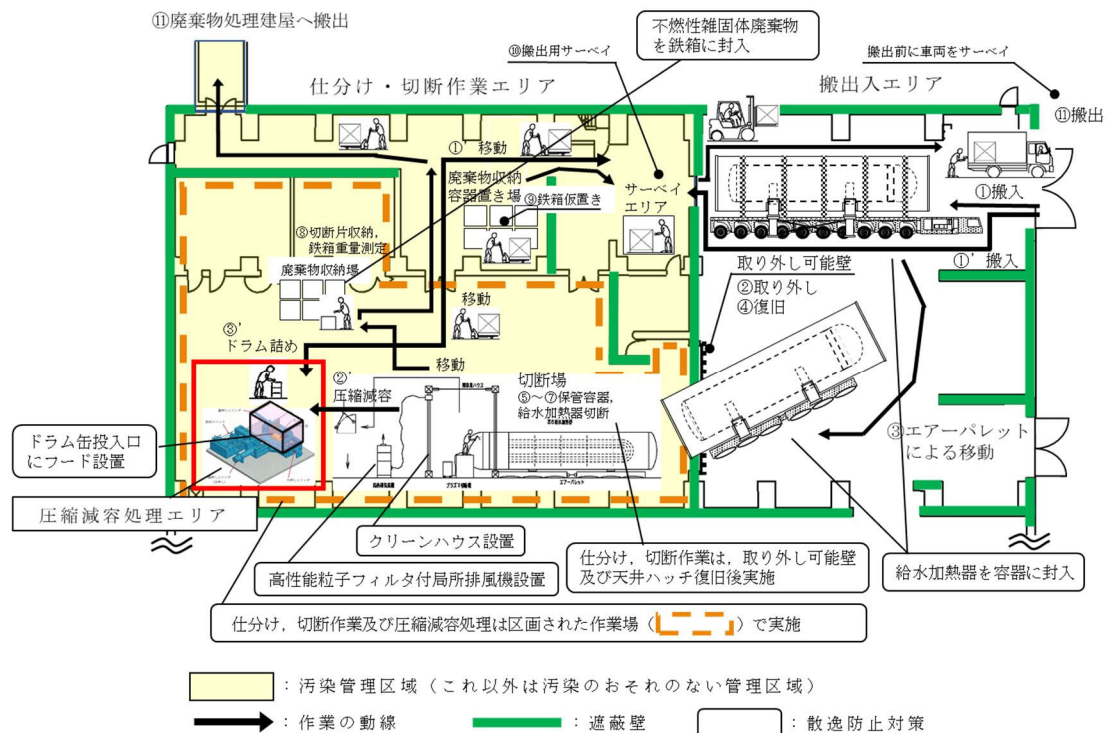 ⑪廃棄物処理建屋へ搬出
不燃性雑固体廃棄物
を鉄箱に封入
⑩搬出用サーベイ
搬出前に車両をサーベイ
仕分け・切断作業エリア
搬出入エリア
⑪搬出
①’ 移動
廃棄物収納
容器置き場
⑨鉄箱仮置き
サーベイ
エリア
①搬入
①’ 搬入
⑧切断片収納,
鉄箱重量測定
廃棄物収納場
取り外し可能壁
②取り外し
④復旧
移動
③’
ドラム詰め
移動
②’
圧縮減容
切断場
⑤～⑦保管容器,
給水加熱器切断
プラズマ切断機
エアーパレット
③エアーパレット
による移動
ドラム缶投入口
にフード設置
圧縮減容処理エリア
クリーンハウス設置
高性能粒子フィルタ付局所排風機設置
仕分け，切断作業は，取り外し可能壁
及び天井ハッチ復旧後実施
給水加熱器を容器に封入
仕分け，切断作業及び圧縮減容処理は区画された作業場（ ）で実施
：汚染管理区域（これ以外は汚染のおそれのない管理区域）
：作業の動線
：遮蔽壁
：散逸防止対策